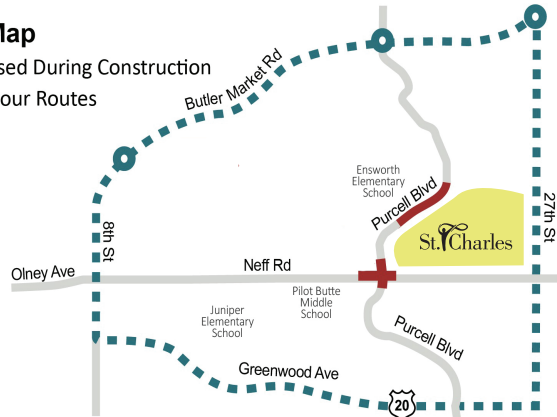 Map
sed During Construction
our Routes
Butler Market Rd
Ensworth
Elementary
School
Purcell Blvd
27th St
St. Charles
8th St
Olney Ave
Neff Rd
Pilot Butte
Middle
School
Juniper
Elementary
School
Purcell Blvd
Greenwood Ave
20